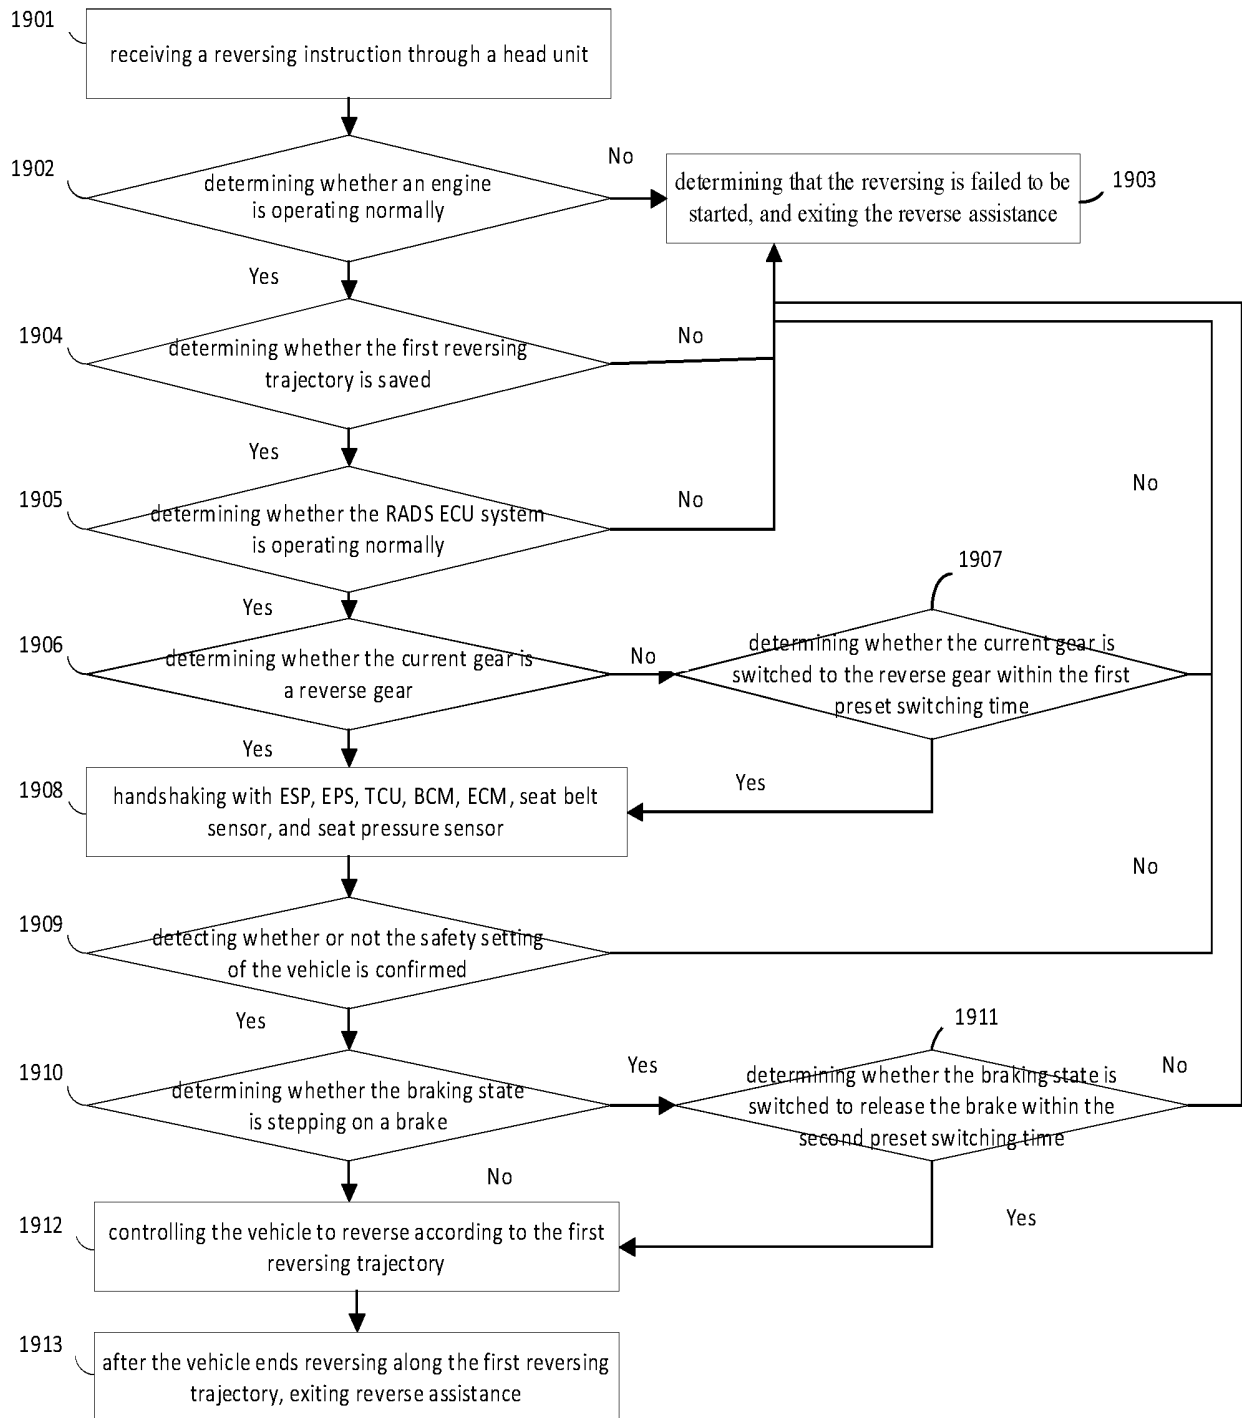 1901
receiving a reversing instruction through a head unit
1902
determining whether an engine
is operating normally
No
determining that the reversing is failed to be
started, and exiting the reverse assistance
1903
Yes
1904
determining whether the first reversing
trajectory is saved
No
Yes
1905
determining whether the RADS ECU system
is operating normally
No
No
Yes
1906
determining whether the current gear is
a reverse gear
No
1907
determining whether the current gear is
switched to the reverse gear within the first
preset switching time
Yes
Yes
1908
handshaking with ESP, EPS, TCU, BCM, ECM, seat belt
sensor, and seat pressure sensor
No
1909
detecting whether or not the safety setting
of the vehicle is confirmed
Yes
1910
determining whether the braking state
is stepping on a brake
Yes
1911
determining whether the braking state is
switched to release the brake within the
second preset switching time
No
No
Yes
1912
controlling the vehicle to reverse according to the first
reversing trajectory
1913
after the vehicle ends reversing along the first reversing
trajectory, exiting reverse assistance